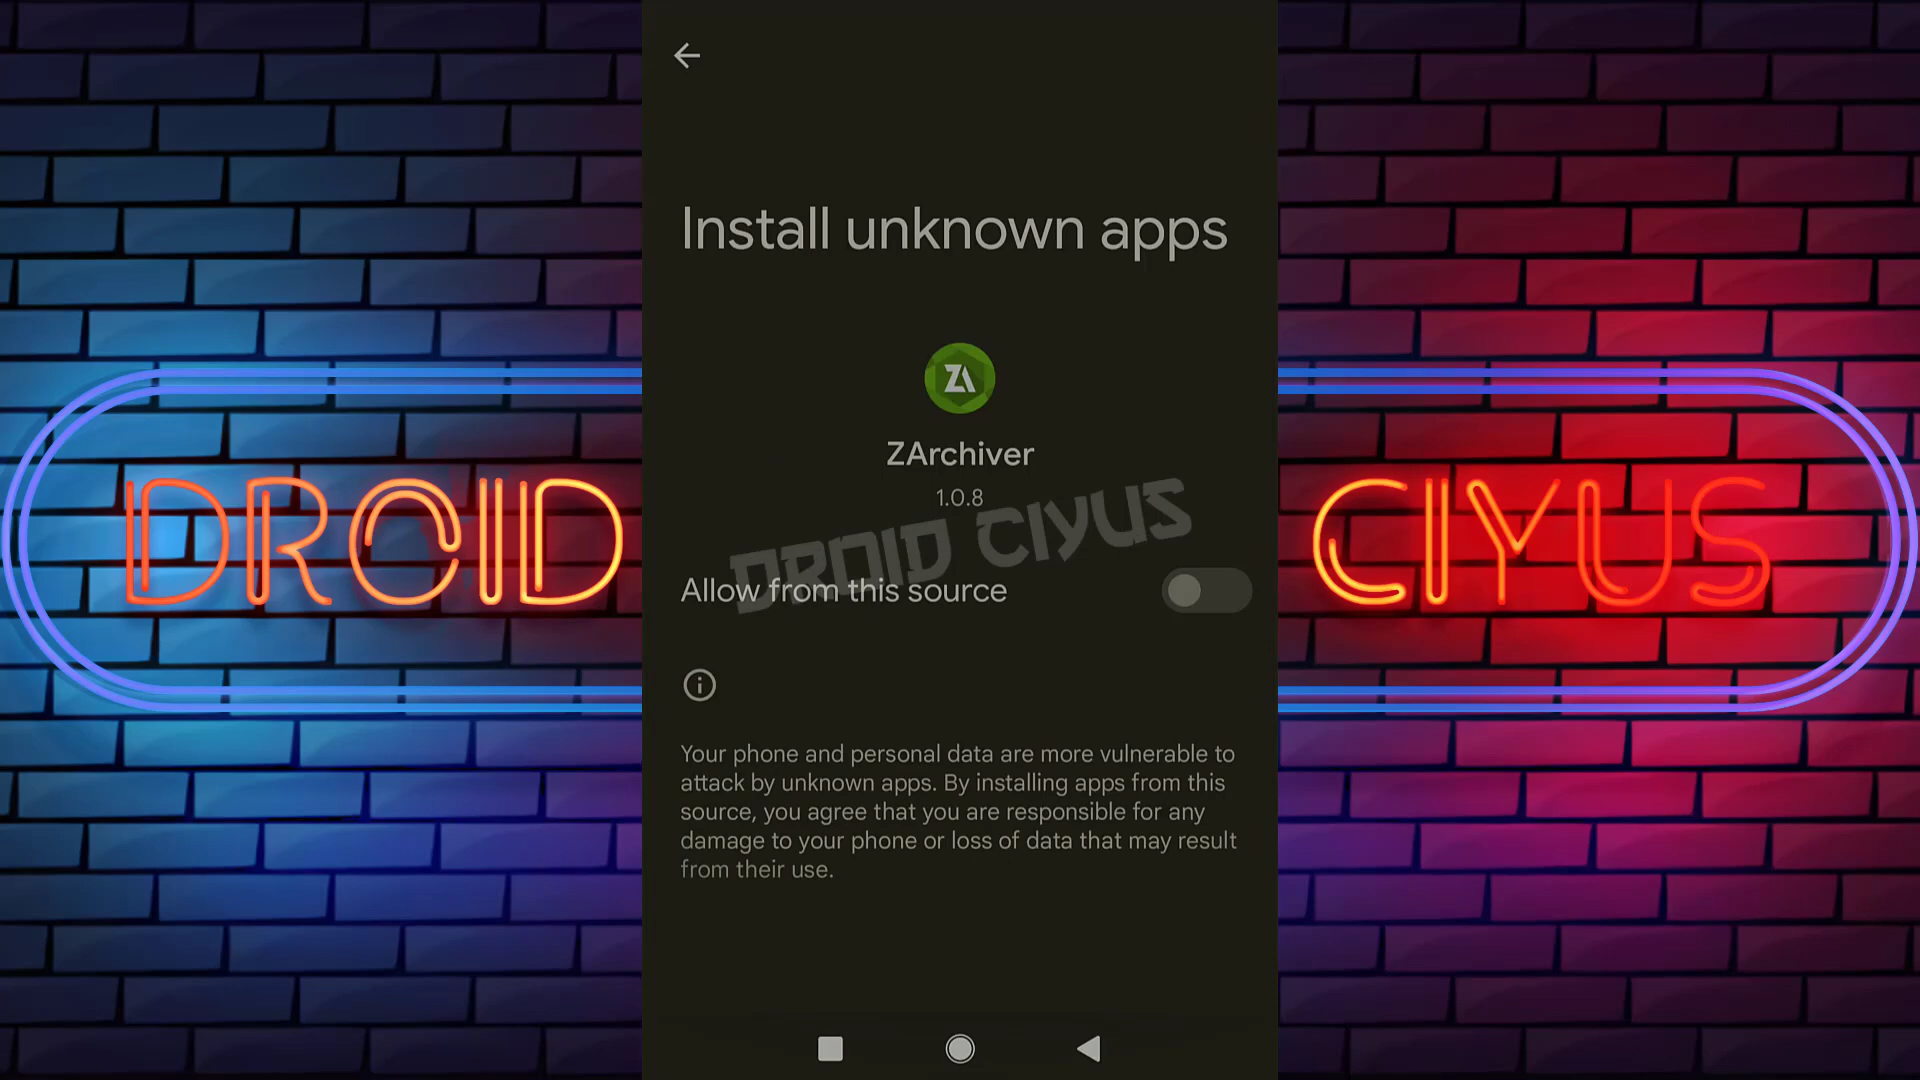 Install unknown apps
ZA
ZArchiver
1.0.8
DROID CIYUS
Allow from this source
DROID CIYUS
Your phone and personal data are more vulnerable to
attack by unknown apps. By installing apps from this
source, you agree that you are responsible for any
damage to your phone or loss of data that may result
from their use.